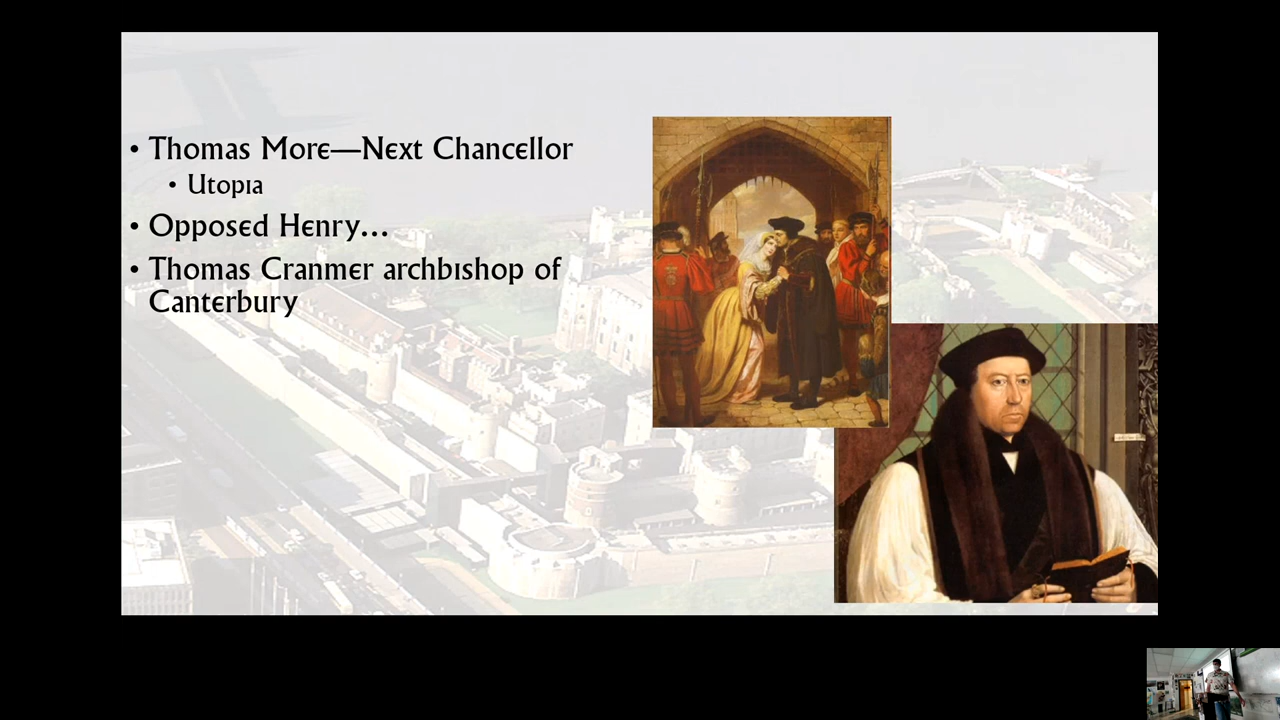 • Thomas More—Next Chancellor
• Utopia
• Opposed Henry...
• Thomas Cranmer archbishop of
Canterbury